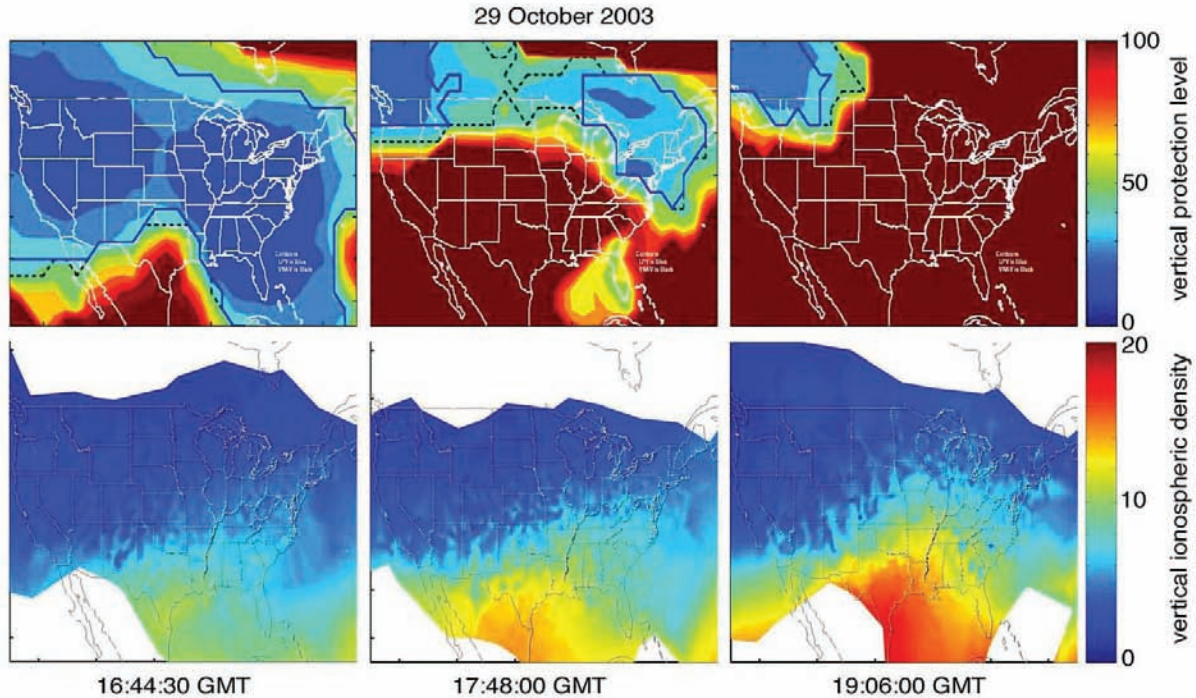 29 October 2003
100
50
0
vertical protection level
20
10
0
vertical ionospheric density
16:44:30 GMT
17:48:00 GMT
19:06:00 GMT